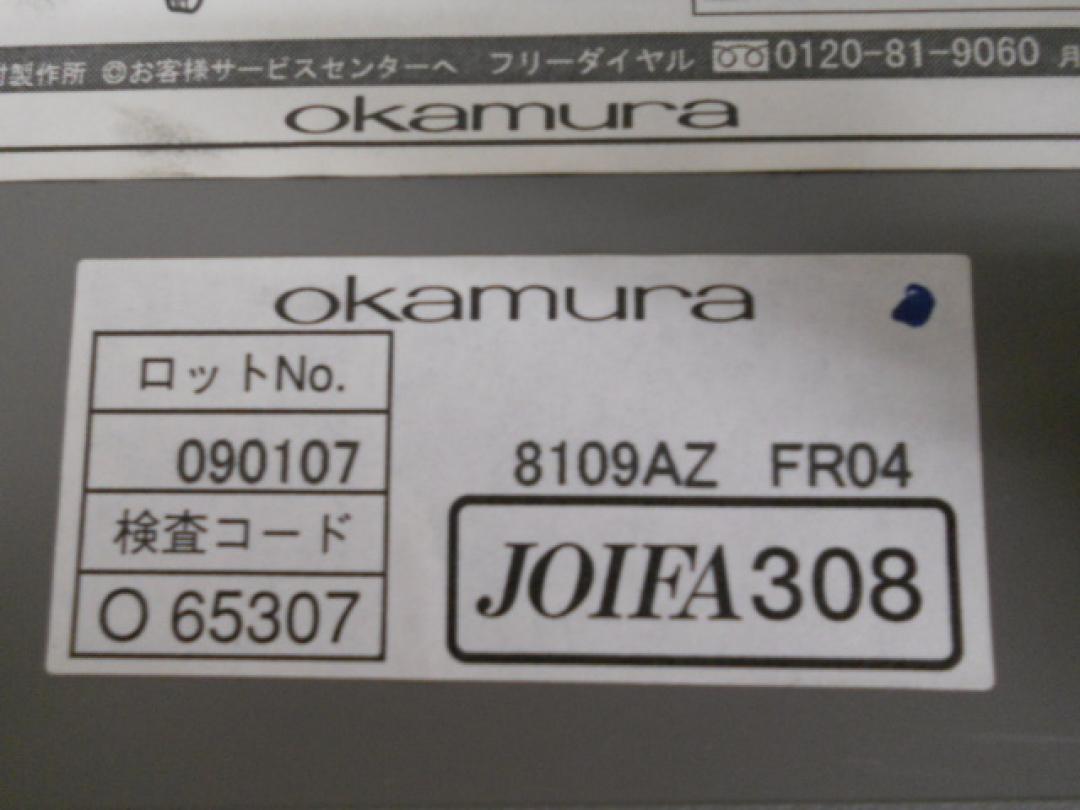 製作所 ◎お客様サービスセンターへ フリーダイヤル 0120-81-9060 月
okamura
okamura
ロットNo.
090107
8109AZ FR04
検査コード
JOIFA308
O 65307